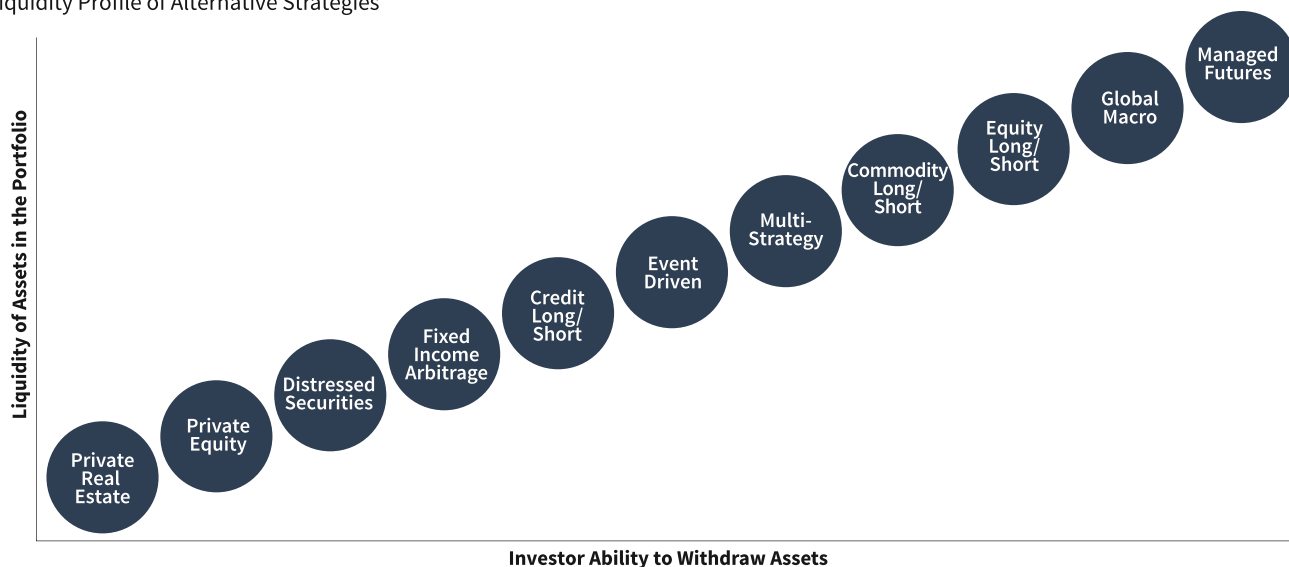 iquidity Profile of Alternative Strategies
Liquidity of Assets in the Portfolio
Managed
Futures
Global
Macro
Equity
Long/
Short
Commodity
Long/
Short
Multi-
Strategy
Event
Driven
Credit
Long/
Short
Fixed
Income
Arbitrage
Distressed
Securities
Private
Equity
Private
Real
Estate
Investor Ability to Withdraw Assets